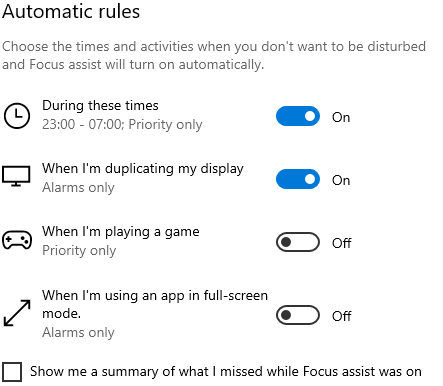 Automatic rules
Choose the times and activities when you don't want to be disturbed
and Focus assist will turn on automatically.
During these times
23:00 - 07:00; Priority only
On
When I'm duplicating my display
Alarms only
On
When I'm playing a game
Priority only
Off
When I'm using an app in full-screen
mode.
Alarms only
Off
Show me a summary of what I missed while Focus assist was on